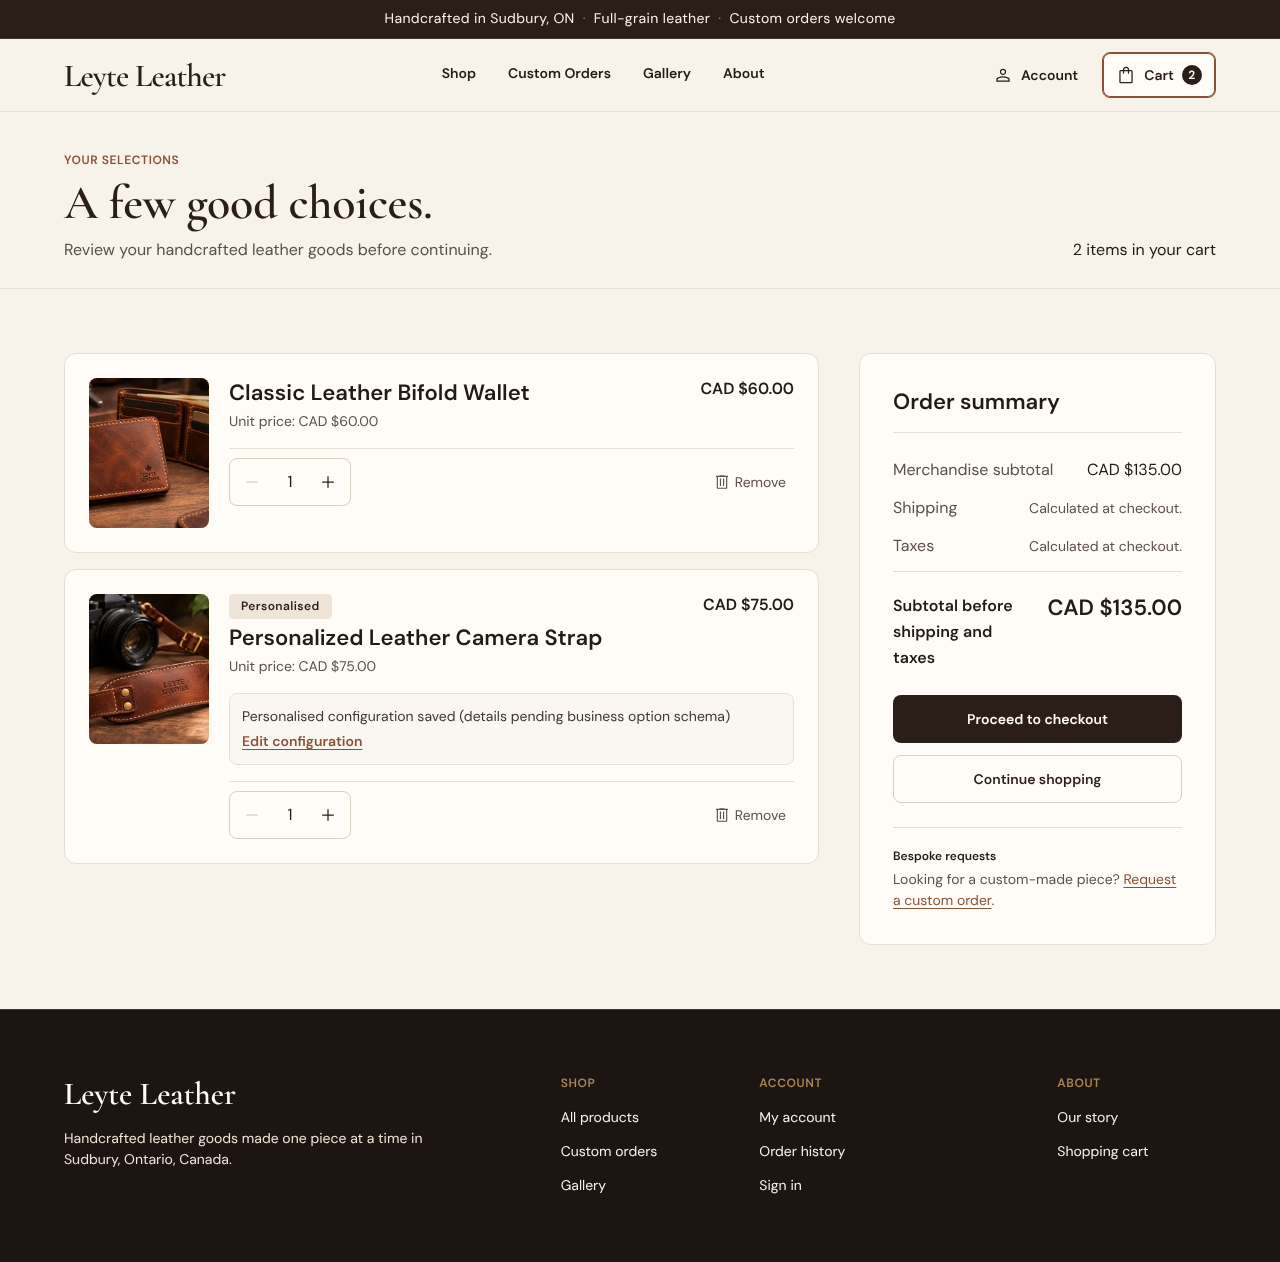 Handcrafted in Sudbury, ON · Full-grain leather · Custom orders welcome
Leyte Leather
Shop
Custom Orders
Gallery
About
Account
Cart 2
YOUR SELECTIONS
A few good choices.
Review your handcrafted leather goods before continuing.
2 items in your cart
Classic Leather Bifold Wallet
CAD $60.00
Unit price: CAD $60.00
1
Remove
Personalised
CAD $75.00
Personalized Leather Camera Strap
Unit price: CAD $75.00
LEYTE
LEATHER
Personalised configuration saved (details pending business option schema)
Edit configuration
1
Remove
Order summary
Merchandise subtotal CAD $135.00
Shipping Calculated at checkout.
Taxes Calculated at checkout.
Subtotal before CAD $135.00
shipping and
taxes
Proceed to checkout
Continue shopping
Bespoke requests
Looking for a custom-made piece? Request
a custom order.
Leyte Leather
Handcrafted leather goods made one piece at a time in
Sudbury, Ontario, Canada.
SHOP
All products
Custom orders
Gallery
ACCOUNT
My account
Order history
Sign in
ABOUT
Our story
Shopping cart